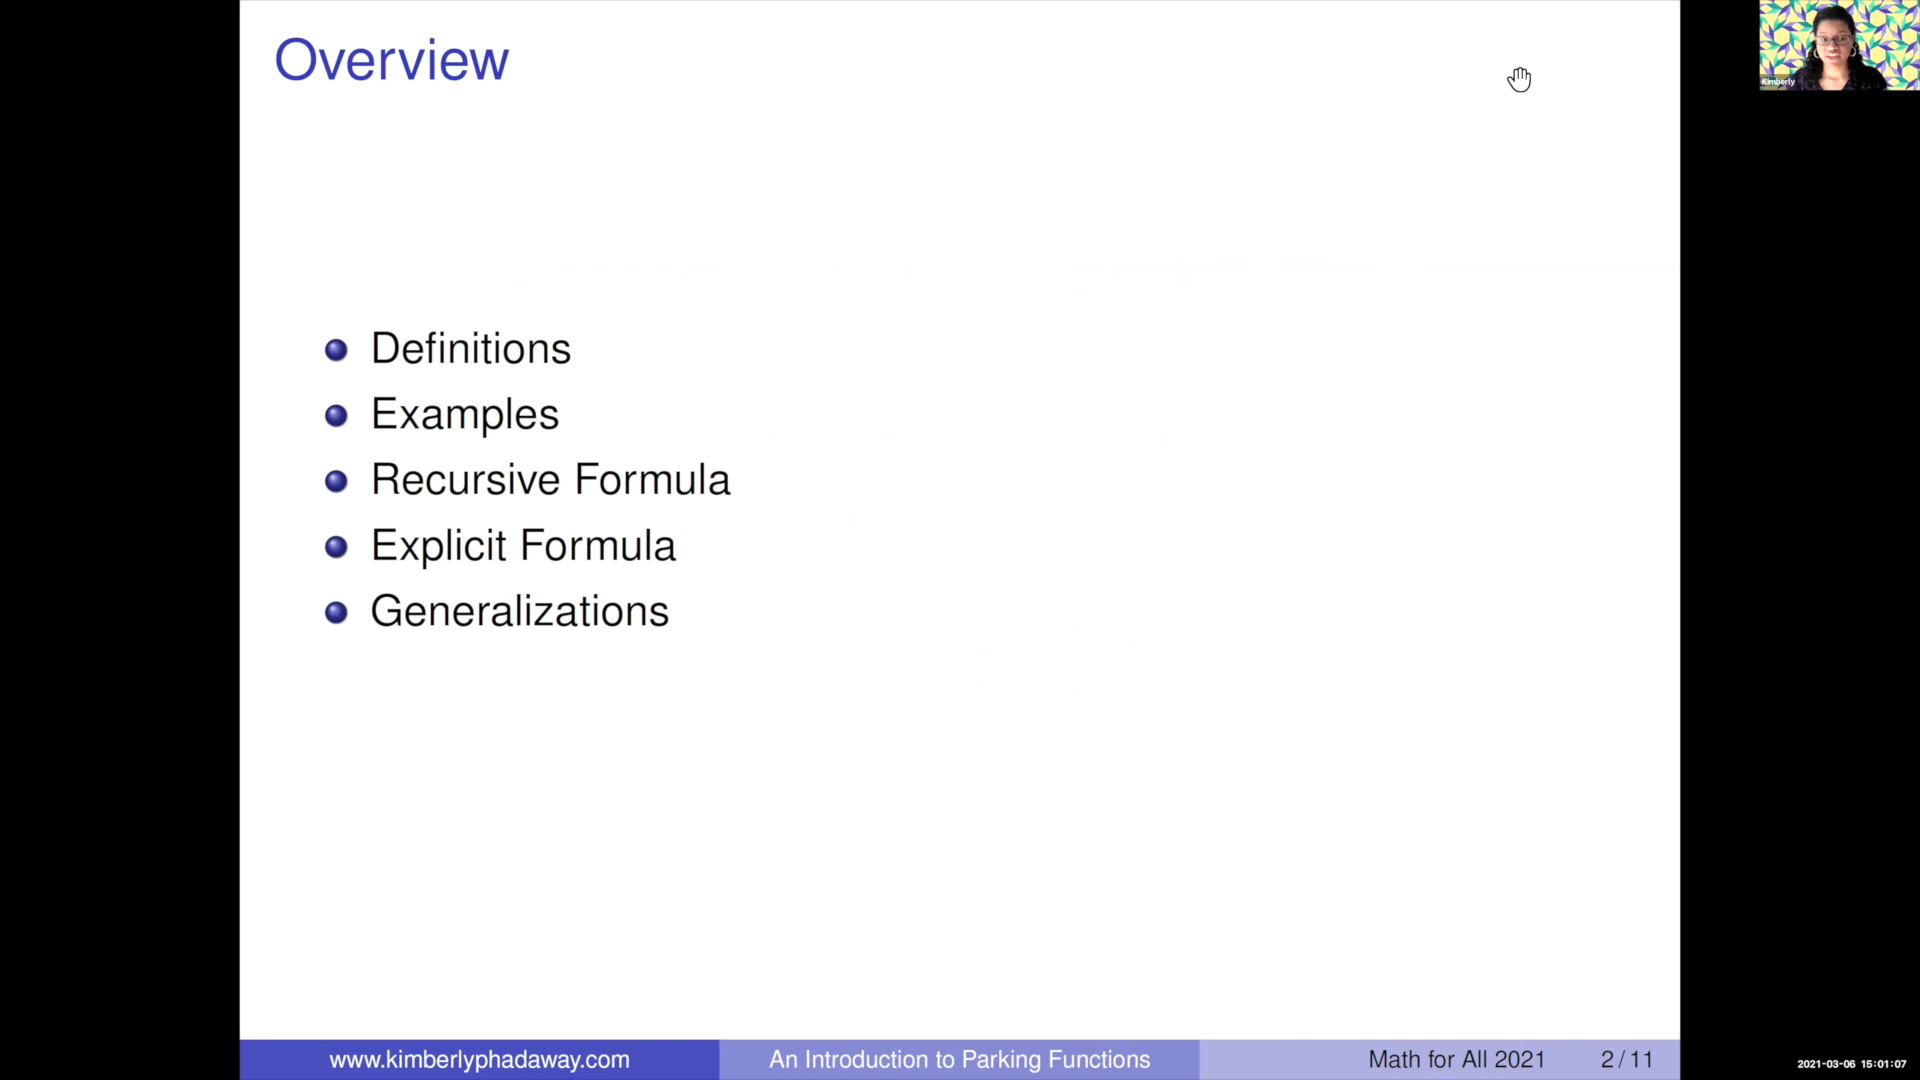 Overview
Kimberly
Definitions
Examples
Recursive Formula
Explicit Formula
Generalizations
www.kimberlyphadaway.com
An Introduction to Parking Functions
Math for All 2021
2 / 11
2021-03-06 15:01:07